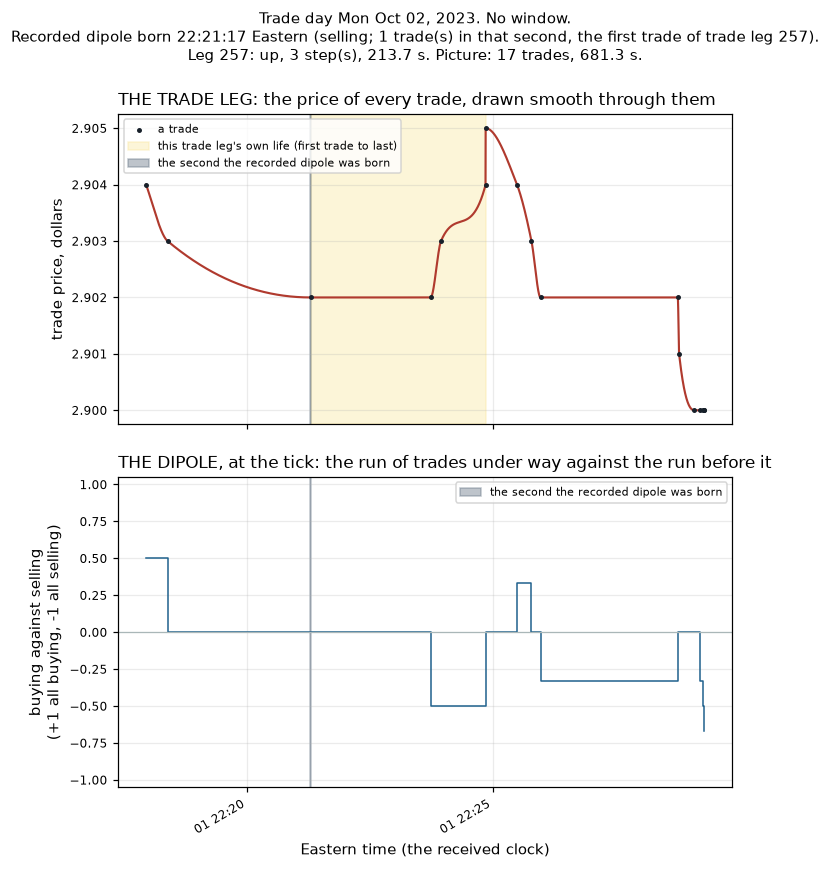 Trade day Mon Oct 02, 2023. No window.
Recorded dipole born 22:21:17 Eastern (selling; 1 trade(s) in that second, the first trade of trade leg 257).
Leg 257: up, 3 step(s), 213.7 s. Picture: 17 trades, 681.3 s.
THE TRADE LEG: the price of every trade, drawn smooth through them
a trade
this trade leg's own life (first trade to last)
the second the recorded dipole was born
trade price, dollars
2.905
2.904
2.903
2.902
2.901
2.900
THE DIPOLE, at the tick: the run of trades under way against the run before it
the second the recorded dipole was born
buying against selling
(+1 all buying, -1 all selling)
1.00
0.75
0.50
0.25
0.00
−0.25
−0.50
−0.75
−1.00
01 22:20
01 22:25
Eastern time (the received clock)